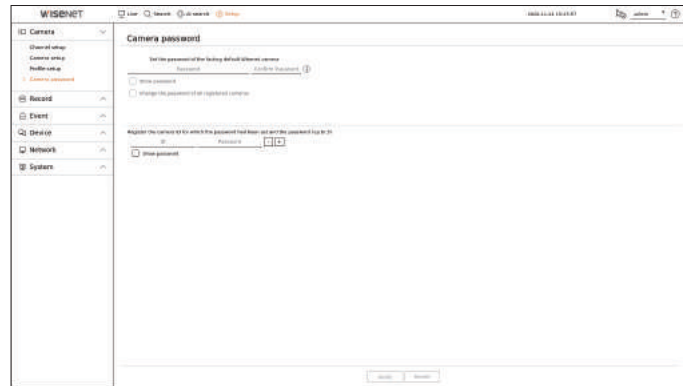 WISENET
Live Search AI search Setup
admin
Camera
Channel setup
Camera setup
Profile setup
Camera password
Record
Event
Device
Network
System
Camera password
Set the password of the factory default Wisenet camera
Password Confirm Password
Show password
Change the password of all registered cameras
Register the camera ID for which the password had been set and the password (up to 3)
ID Password
Show password